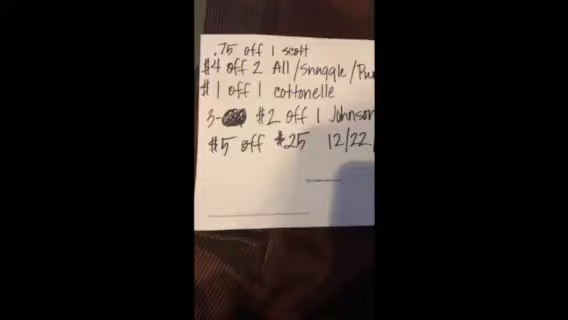 .75 off 1 scott
$4 off 2 All/Snuggle/Pu
$1 off 1 cottonelle
3- $2 off 1 Johnson
$5 off $25 12/22